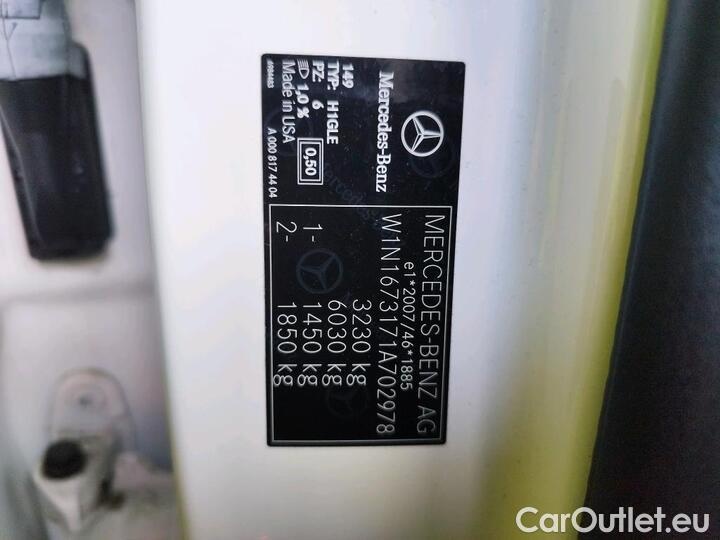 Mercedes-Benz
149
TYP: H1GLE
PZ: 6 0,50
1,0 %
Made in USA
A 000 817 44 04
MERCEDES-BENZ AG
e1*2007/46*1885
W1N1673171A702978
3230 kg
6030 kg
1- 1450 kg
2- 1850 kg
CarOutlet.eu